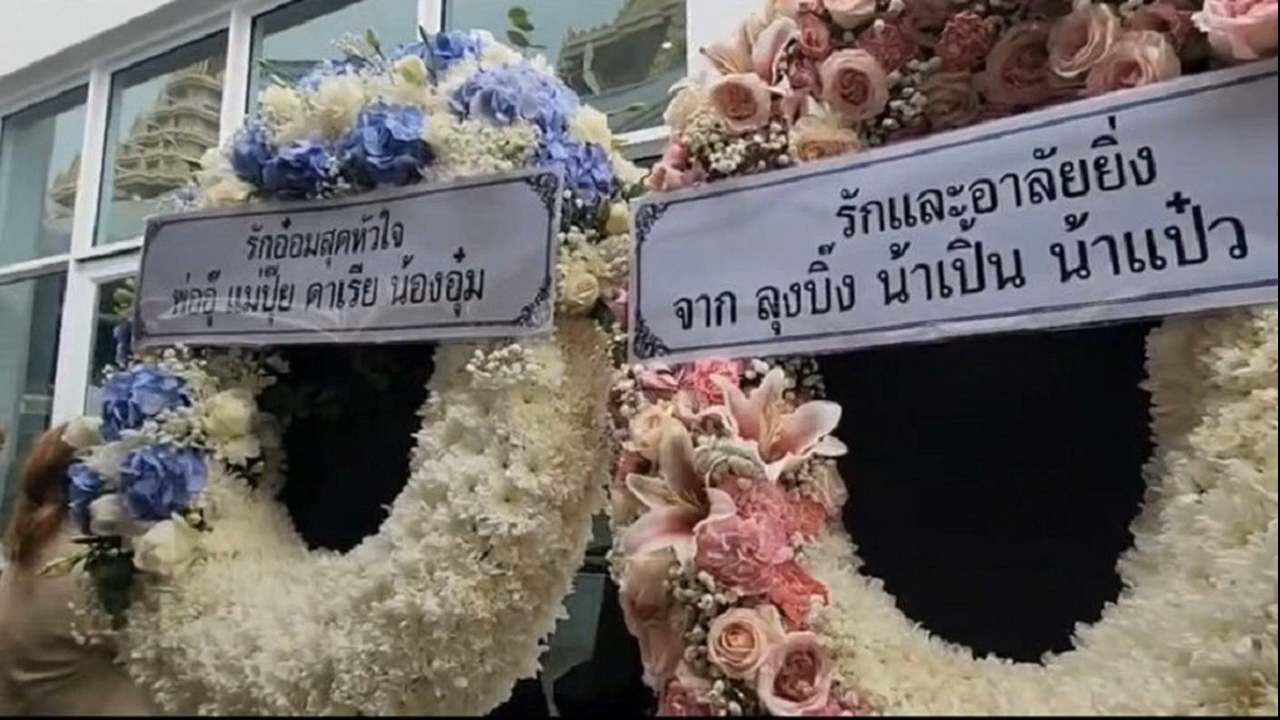 รักอ๋อมสุดหัวใจ
พ่ออู๊ แม่ปุ๊ย ดาเรีย น้องอุ๋ม
รักและอาลัยยิ่ง
จาก ลุงบิ๊ง น้าเปิ้น น้าแป๋ว